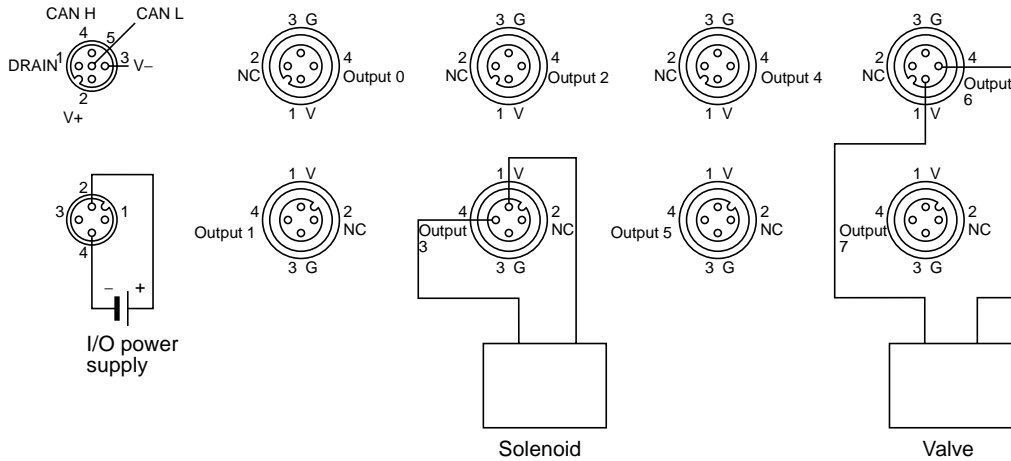 CAN H
CAN L
4
5
DRAIN
1
3
V−
2
V+
3 G
2
NC
4
Output 0
1 V
3 G
2
NC
4
Output 2
1 V
3 G
2
NC
4
Output 4
1 V
3 G
2
NC
4
Output
6
1 V
2
3
1
4
− +
I/O power
supply
1 V
4
2
Output 1
NC
3 G
1 V
4
2
Output
3
NC
3 G
1 V
4
2
Output 5
NC
3 G
1 V
4
2
Output
7
NC
3 G
Solenoid
Valve